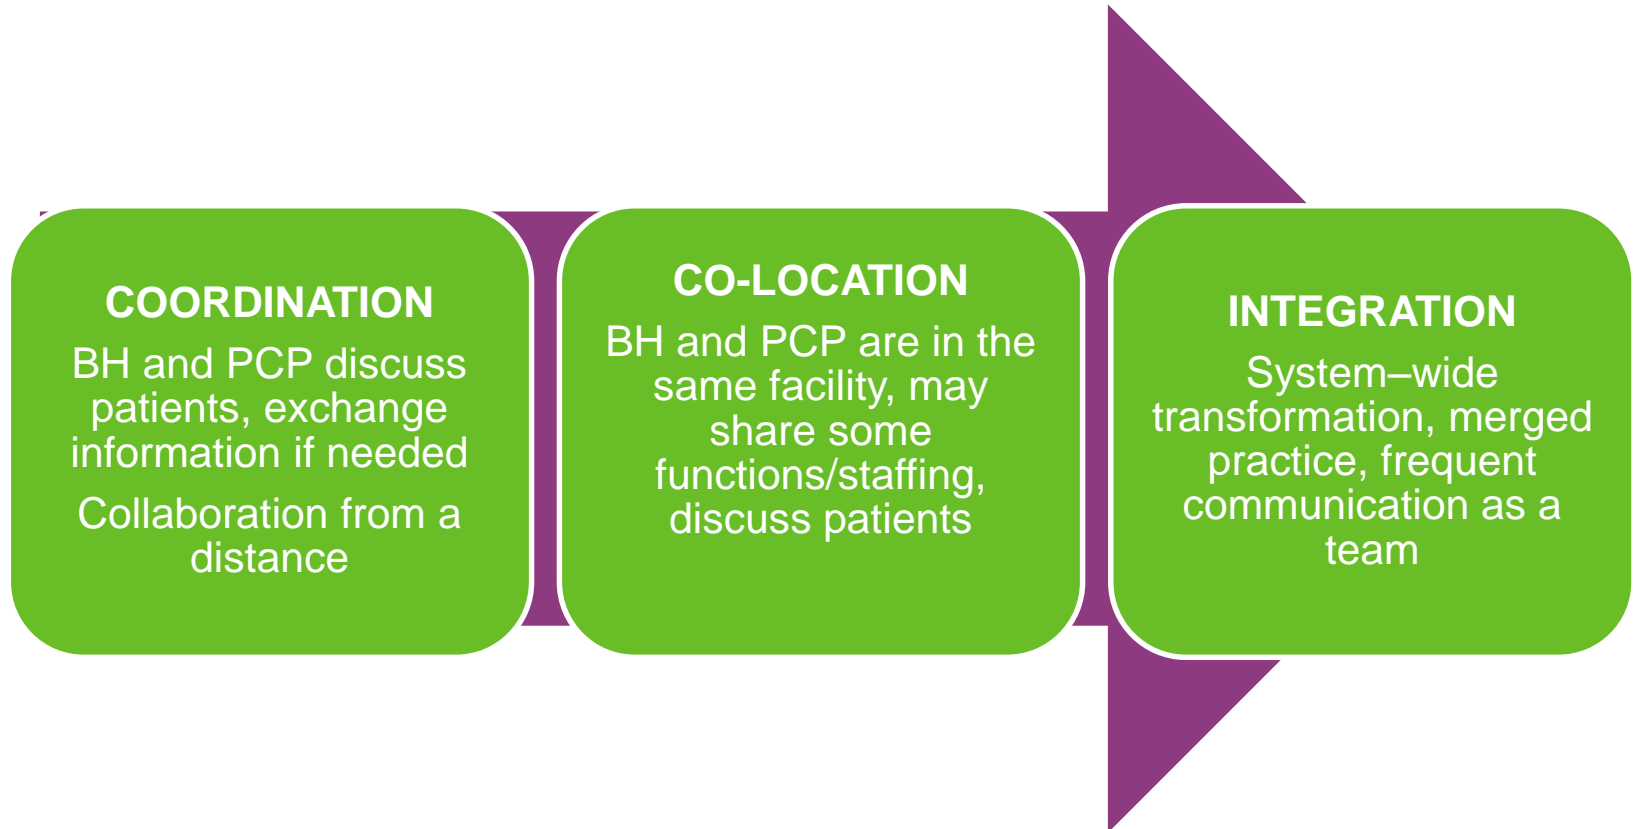 COORDINATION
BH and PCP discuss
patients, exchange
information if needed
Collaboration from a
distance
CO-LOCATION
BH and PCP are in the
same facility, may
share some
functions/staffing,
discuss patients
INTEGRATION
System–wide
transformation, merged
practice, frequent
communication as a
team